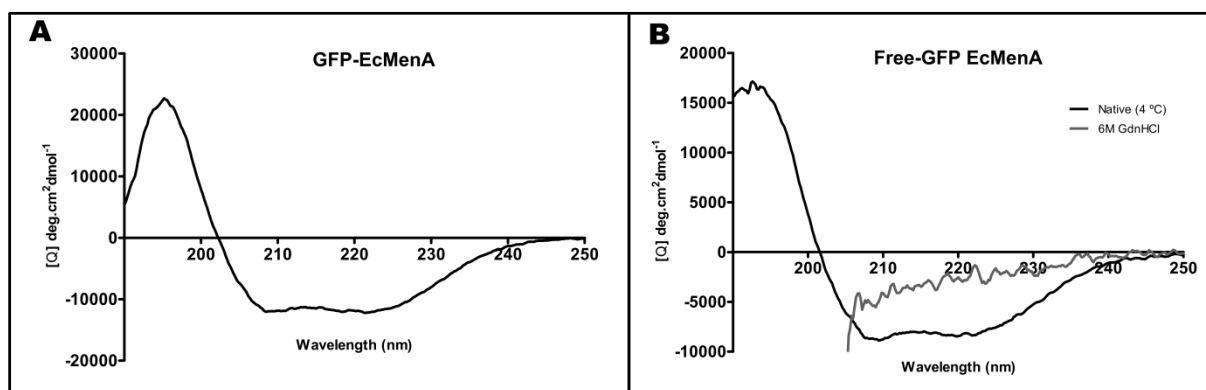 A
GFP-EcMenA
30000
20000
10000
0
-10000
-20000
[Q] deg.cm²dmol⁻¹
200 210 220 230 240 250
Wavelength (nm)
B
Free-GFP EcMenA
20000
15000
10000
5000
0
-5000
-10000
[Q] deg.cm²dmol⁻¹
200 210 220 230 240 250
Wavelength (nm)
Native (4 ºC)
6M GdnHCl